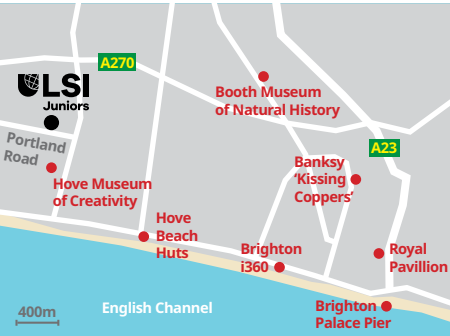 A270
ULSI
Juniors
Portland
Road
Booth Museum
of Natural History
A23
Banksy
‘Kissing
Coppers’
Hove Museum
of Creativity
Hove
Beach
Huts
Brighton
i360
Royal
Pavillion
Brighton
Palace Pier
English Channel
400m